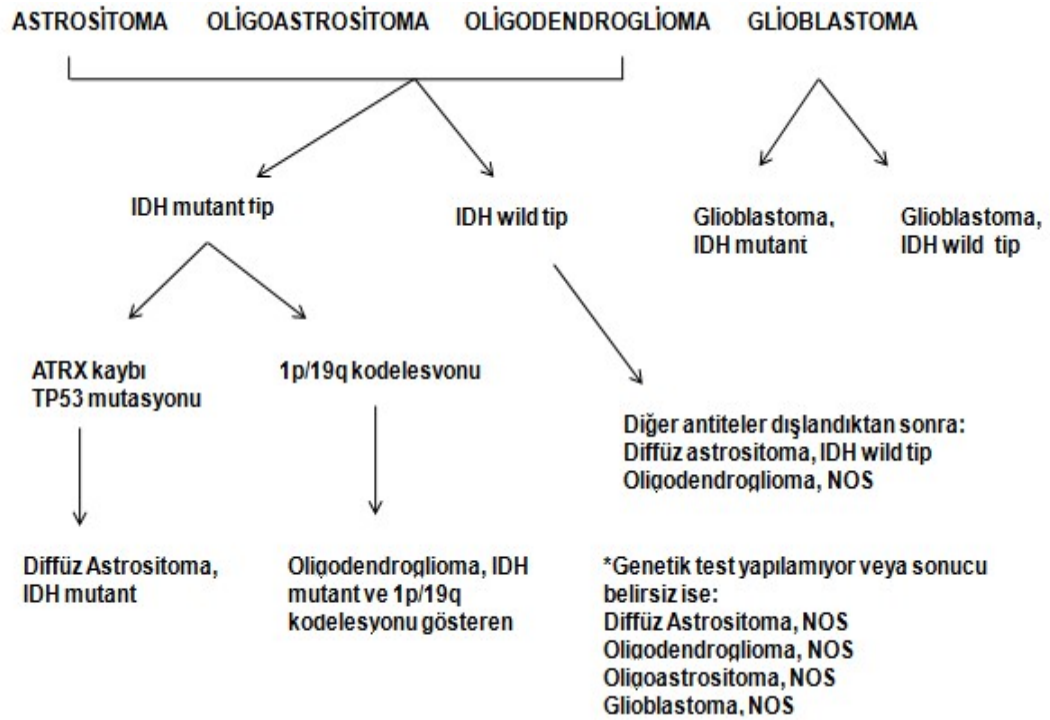 ASTROSİTOMA OLİGOASTROSİTOMA OLİGODENDROGLİOMA GLİOBLASTOMA
IDH mutant tip
IDH wild tip
Glioblastoma,
IDH mutant
Glioblastoma,
IDH wild tip
ATRX kaybı
TP53 mutasyonu
1p/19q kodelesvonu
Diğer antiteler dışlandıktan sonra:
Diffüz astrositoma, IDH wild tip
Oligodendroglioma, NOS
Diffüz Astrositoma,
IDH mutant
Oligodendroglioma, IDH
mutant ve 1p/19q
kodelesyonu gösteren
*Genetik test yapılamıyor veya sonucu
belirsiz ise:
Diffüz Astrositoma, NOS
Oligodendroglioma, NOS
Oligoastrositoma, NOS
Glioblastoma, NOS